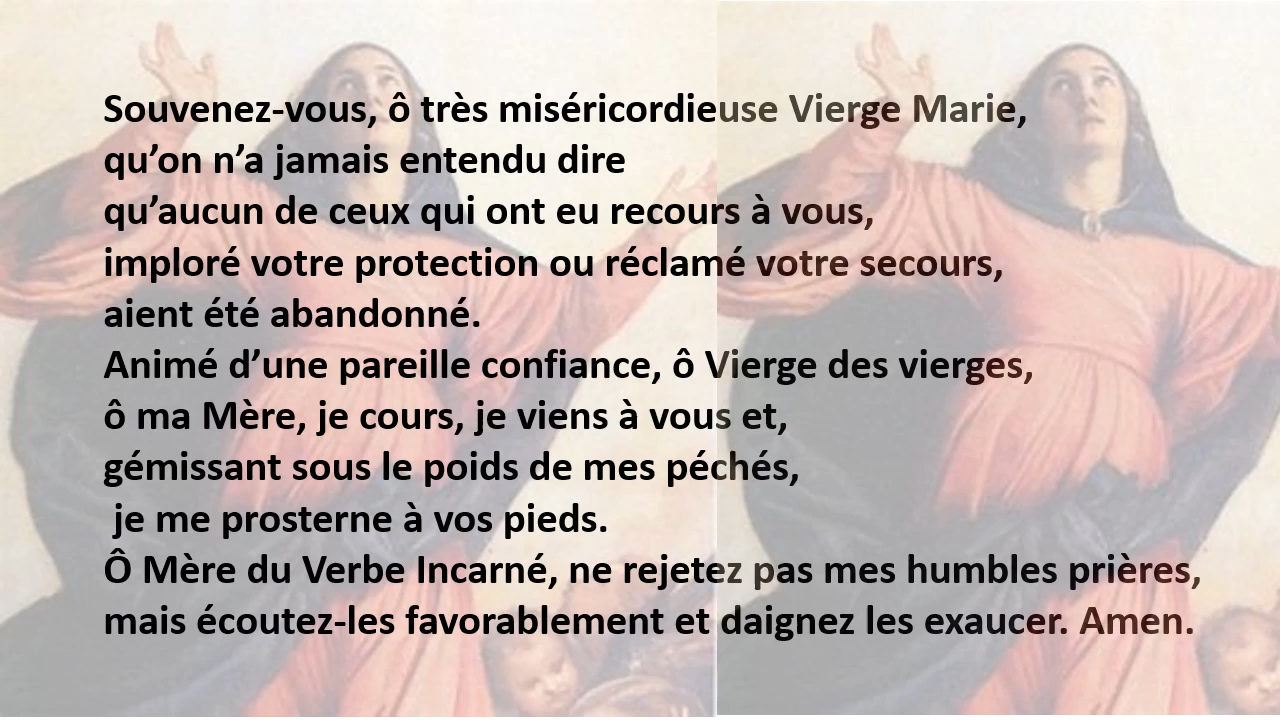 Souvenez-vous, ô très miséricordieuse Vierge Marie,
qu’on n’a jamais entendu dire
qu’aucun de ceux qui ont eu recours à vous,
imploré votre protection ou réclamé votre secours,
aient été abandonné.
Animé d’une pareille confiance, ô Vierge des vierges,
ô ma Mère, je cours, je viens à vous et,
gémissant sous le poids de mes péchés,
je me prosterne à vos pieds.
Ô Mère du Verbe Incarné, ne rejetez pas mes humbles prières,
mais écoutez-les favorablement et daignez les exaucer. Amen.